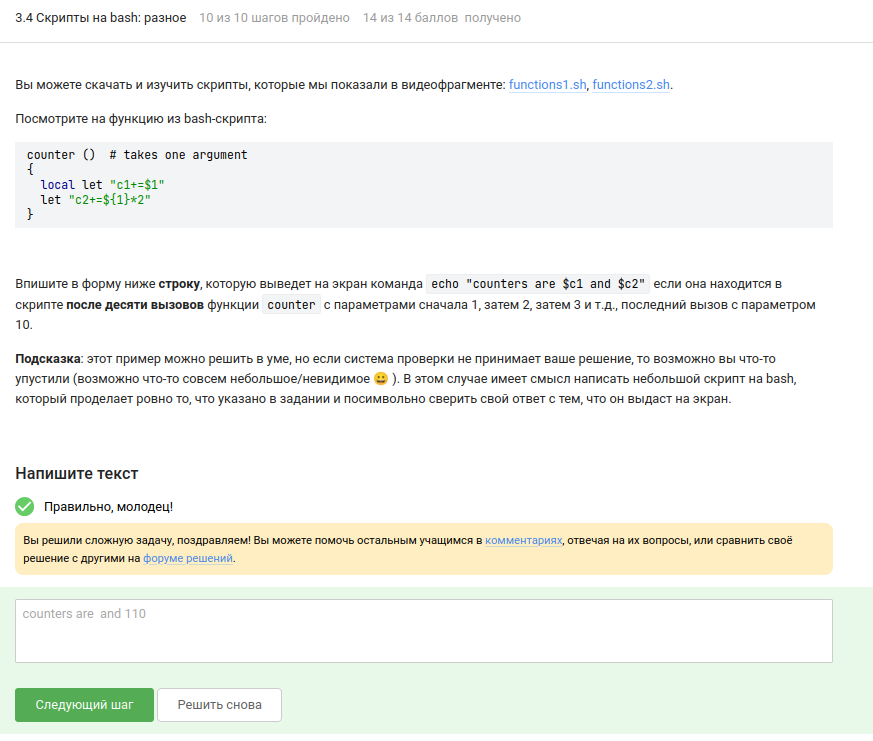 3.4 Скрипты на bash: разное 10 из 10 шагов пройдено 14 из 14 баллов получено
Вы можете скачать и изучить скрипты, которые мы показали в видеофрагменте: functions1.sh, functions2.sh.
Посмотрите на функцию из bash-скрипта:
counter ()  # takes one argument
{
  local let "c1+=$1"
  let "c2+=${1}*2"
}
Впишите в форму ниже строку, которую выведет на экран команда echo "counters are $c1 and $c2" если она находится в
скрипте после десяти вызовов функции counter с параметрами сначала 1, затем 2, затем 3 и т.д., последний вызов с параметром
10.
Подсказка: этот пример можно решить в уме, но если система проверки не принимает ваше решение, то возможно вы что-то
упустили (возможно что-то совсем небольшое/невидимое 😀 ). В этом случае имеет смысл написать небольшой скрипт на bash,
который проделает ровно то, что указано в задании и посимвольно сверить свой ответ с тем, что он выдаст на экран.
Напишите текст
Правильно, молодец!
Вы решили сложную задачу, поздравляем! Вы можете помочь остальным учащимся в комментариях, отвечая на их вопросы, или сравнить своё
решение с другими на форуме решений.
counters are  and 110
Следующий шаг Решить снова